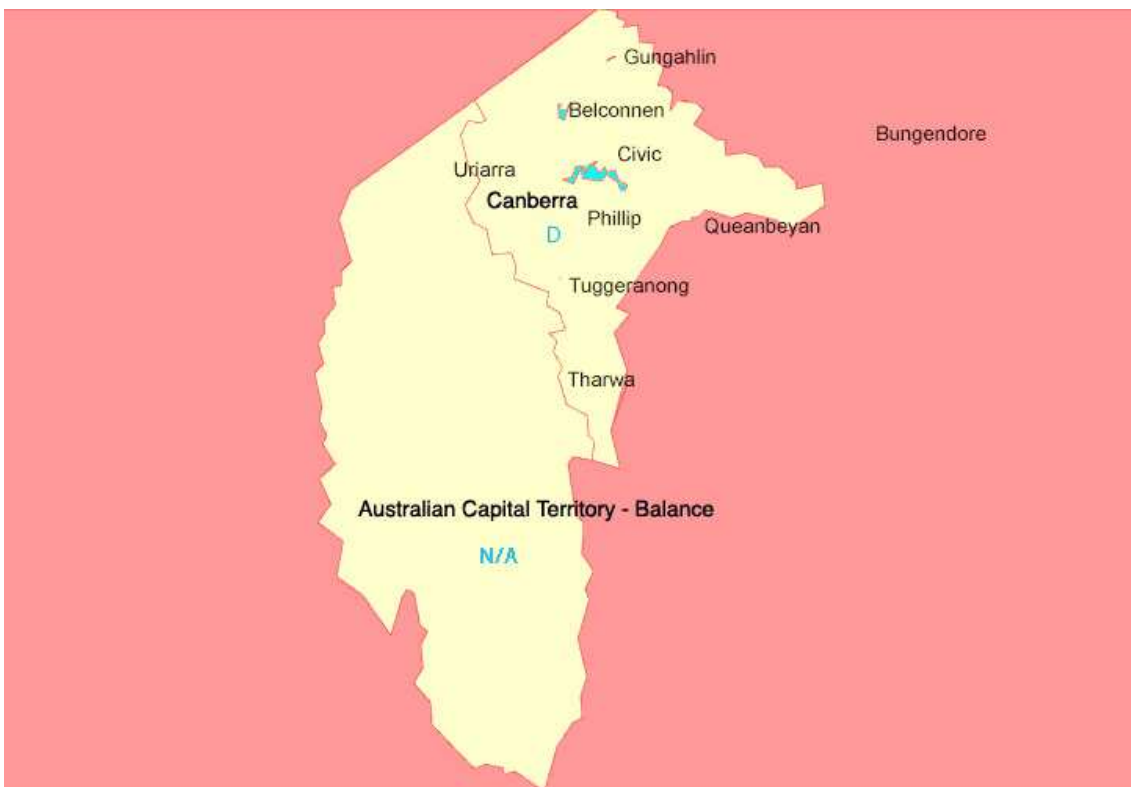 Gungahlin
Belconnen
Bungendore
Civic
Uriarra
Canberra
Phillip
Queanbeyan
D
Tuggeranong
Tharwa
Australian Capital Territory - Balance
N/A